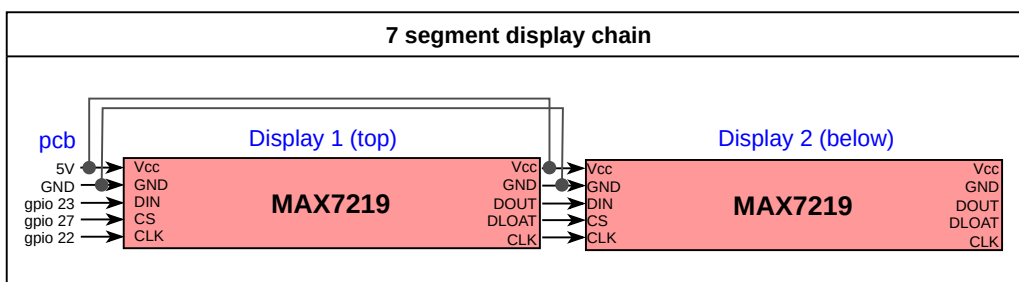 7 segment display chain
pcb
Display 1 (top)
Display 2 (below)
5V
GND
gpio 23
gpio 27
gpio 22
Vcc
GND
DIN
CS
CLK
MAX7219
Vcc
GND
DOUT
DLOAT
CLK
Vcc
GND
DIN
CS
CLK
MAX7219
Vcc
GND
DOUT
DLOAT
CLK